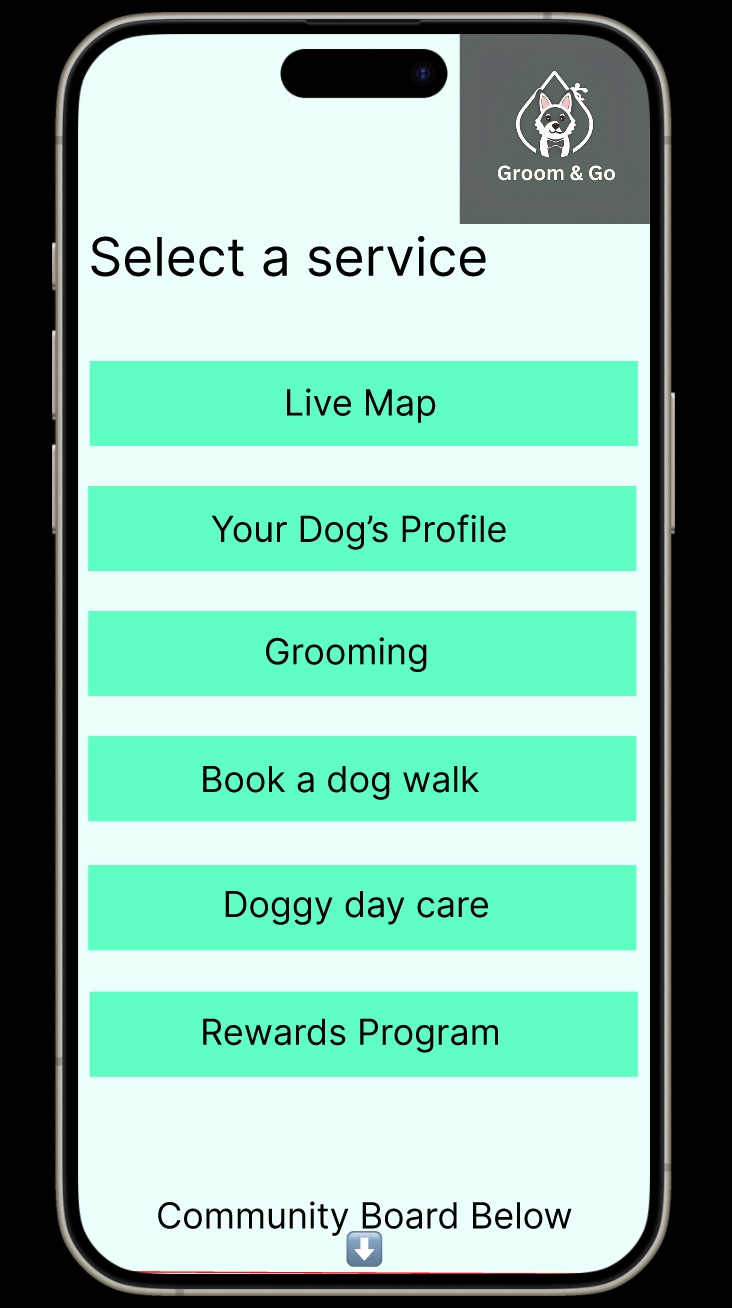 Groom & Go
Select a service
Live Map
Your Dog’s Profile
Grooming
Book a dog walk
Doggy day care
Rewards Program
Community Board Below